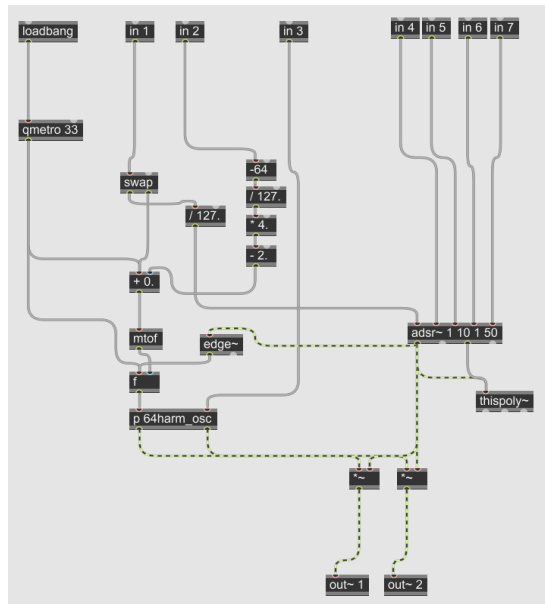 loadbang
in 1
in 2
in 3
in 4
in 5
in 6
in 7
qmetro 33
-64
swap
/ 127.
/ 127.
* 4.
- 2.
+ 0.
mtof
edge~
adsr~ 1 10 1 50
f
thispoly~
p 64harm_osc
*~
*~
out~ 1
out~ 2